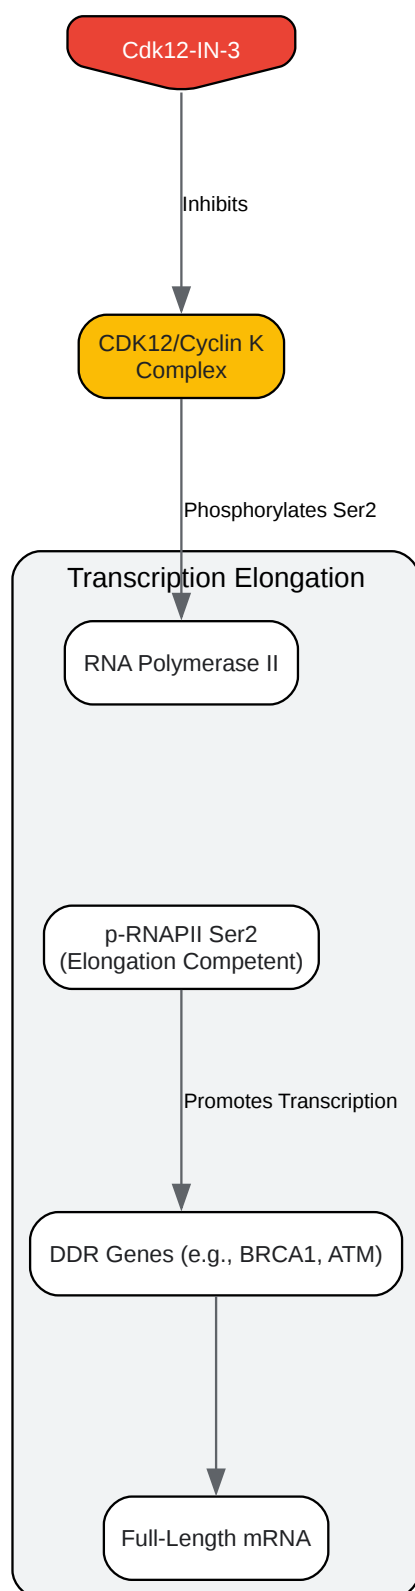 Cdk12-IN-3
Inhibits
CDK12/Cyclin K
Complex
Phosphorylates Ser2
Transcription Elongation
RNA Polymerase II
p-RNAPII Ser2
(Elongation Competent)
Promotes Transcription
DDR Genes (e.g., BRCA1, ATM)
Full-Length mRNA